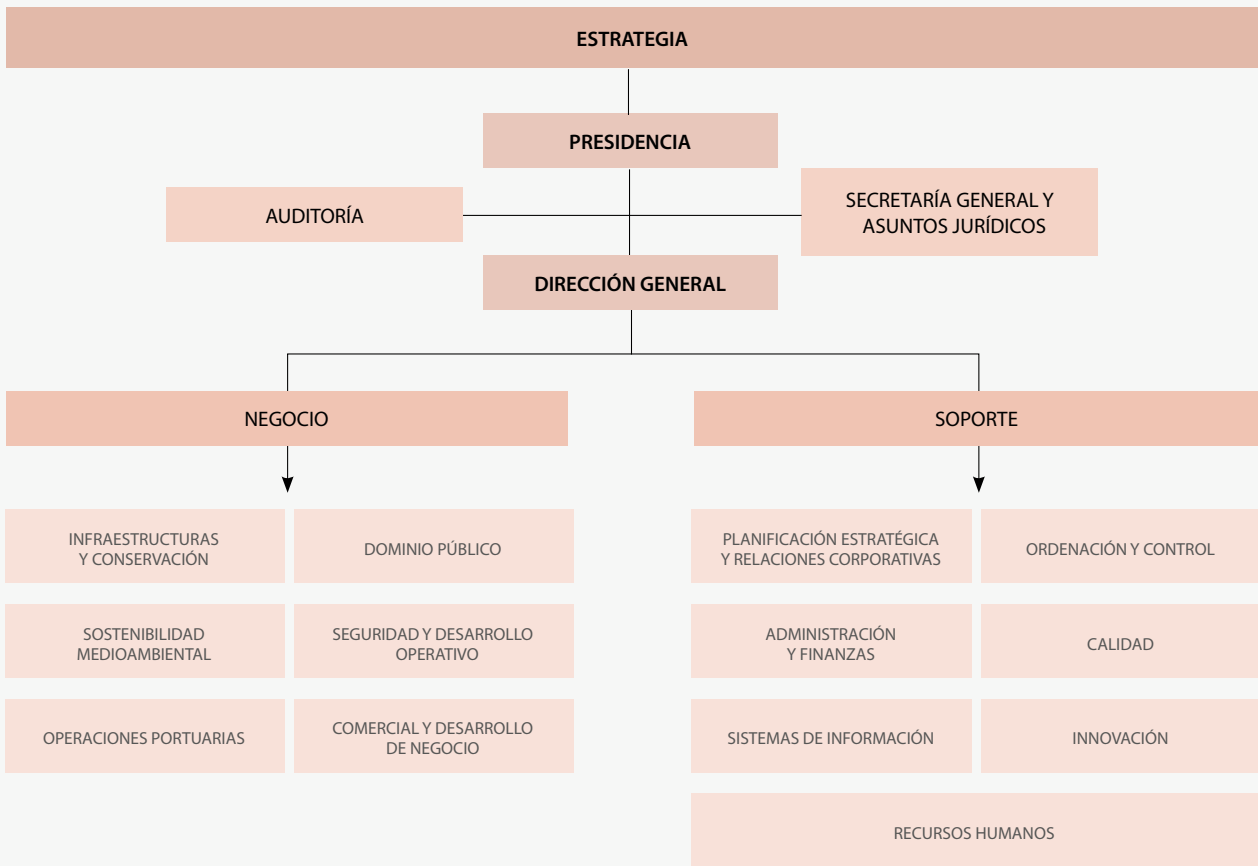 ESTRATEGIA
PRESIDENCIA
AUDITORÍA
SECRETARÍA GENERAL Y
ASUNTOS JURÍDICOS
DIRECCIÓN GENERAL
NEGOCIO
INFRAESTRUCTURAS
Y CONSERVACIÓN
DOMINIO PÚBLICO
SOSTENIBILIDAD
MEDIOAMBIENTAL
SEGURIDAD Y DESARROLLO
OPERATIVO
OPERACIONES PORTUARIAS
COMERCIAL Y DESARROLLO
DE NEGOCIO
SOPORTE
PLANIFICACIÓN ESTRATÉGICA
Y RELACIONES CORPORATIVAS
ORDENACIÓN Y CONTROL
ADMINISTRACIÓN
Y FINANZAS
CALIDAD
SISTEMAS DE INFORMACIÓN
INNOVACIÓN
RECURSOS HUMANOS